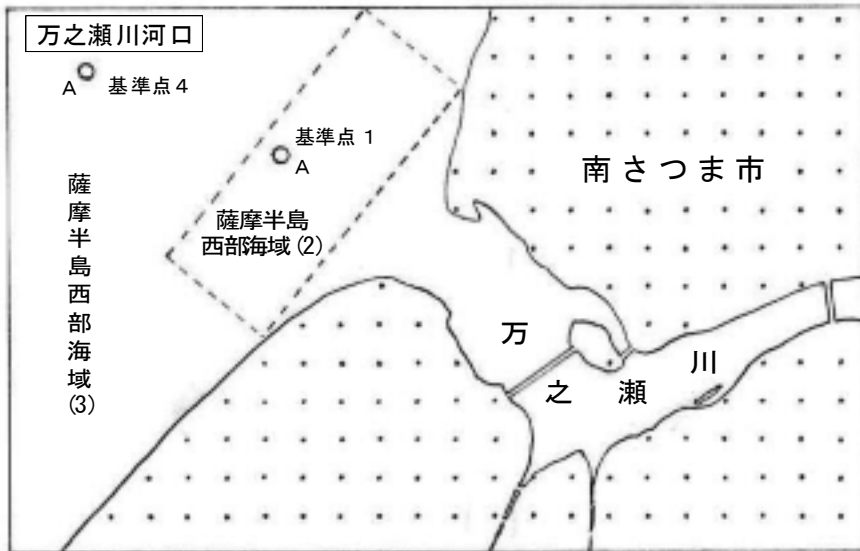 万之瀬川河口
A 基準点4
基準点1
A
南さつま市
薩摩半島
西部海域(2)
薩摩半島西部海域(3)
万之瀬川